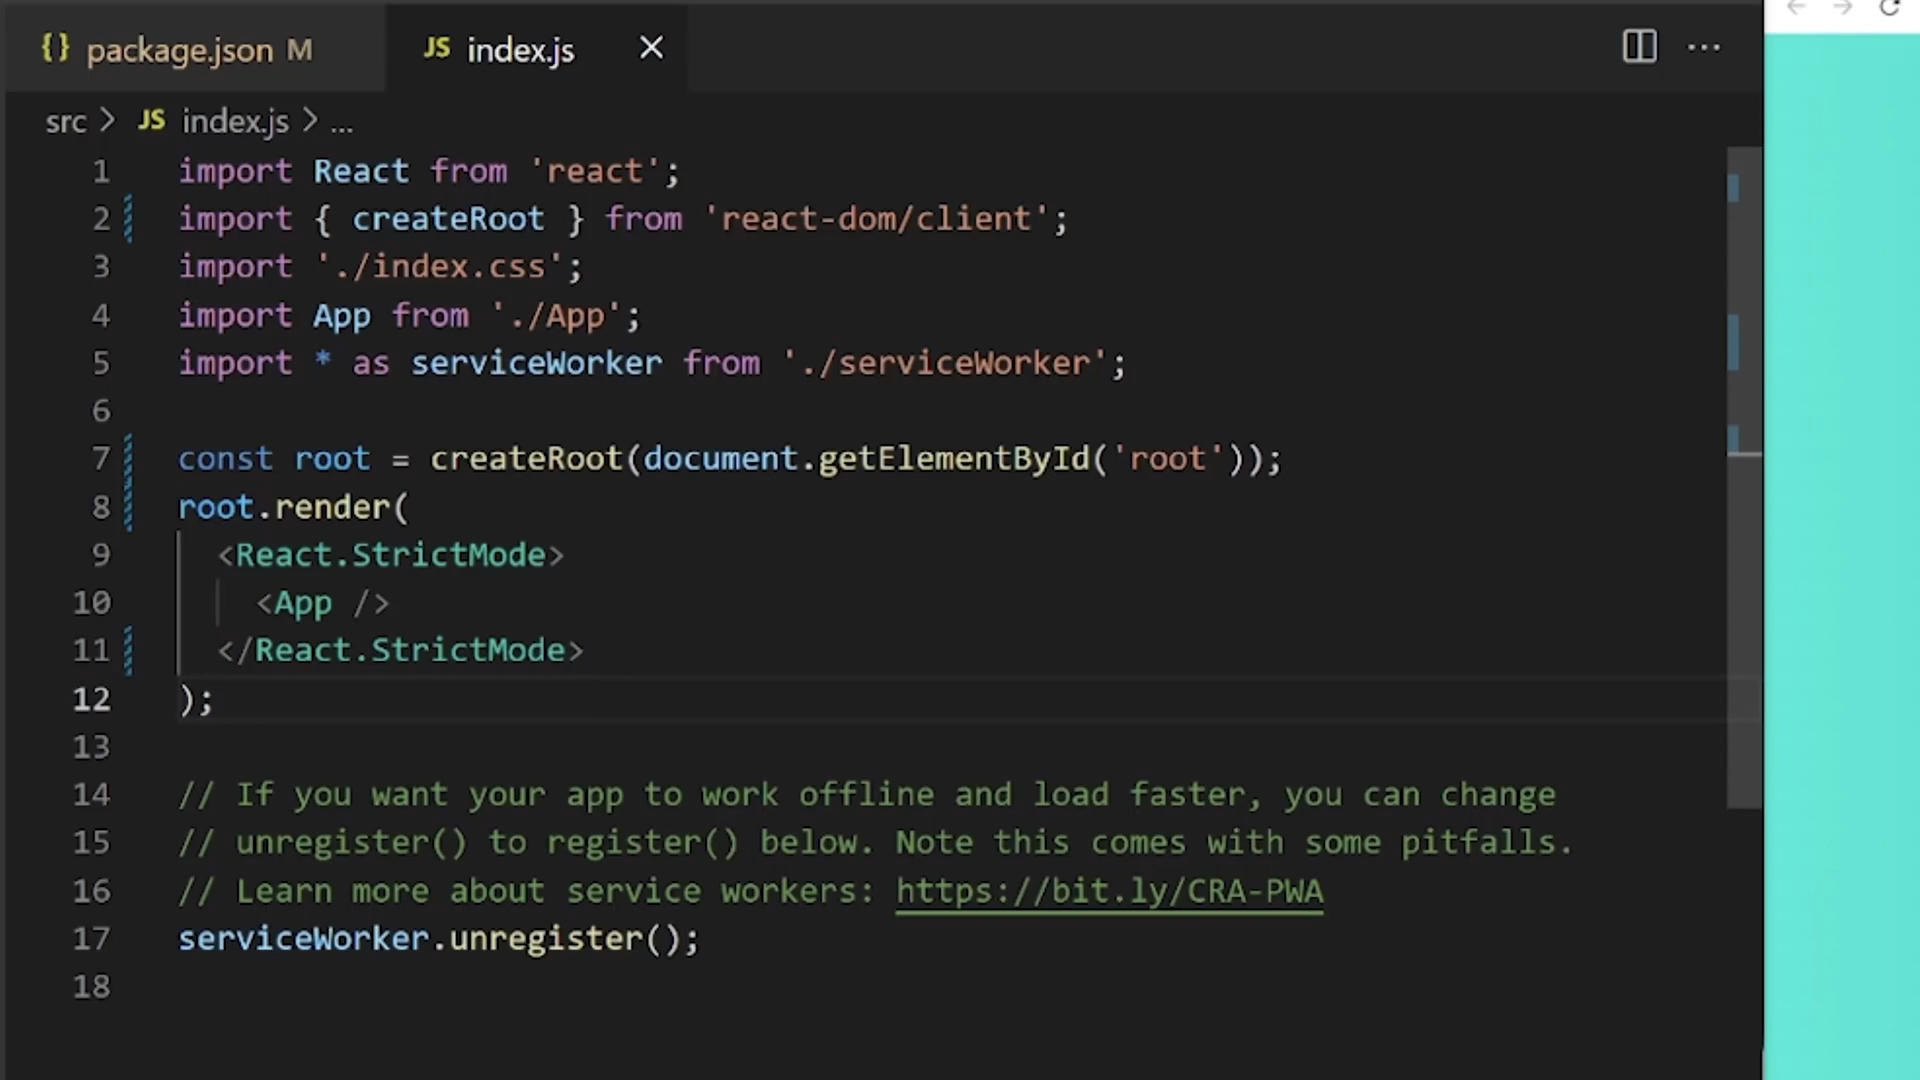 {} package.json M
JS index.js
src > JS index.js > ...
1 import React from 'react';
2 import { createRoot } from 'react-dom/client';
3 import './index.css';
4 import App from './App';
5 import * as serviceWorker from './serviceWorker';
6
7 const root = createRoot(document.getElementById('root'));
8 root.render(
9 <React.StrictMode>
10 <App />
11 </React.StrictMode>
12 );
13
14 // If you want your app to work offline and load faster, you can change
15 // unregister() to register() below. Note this comes with some pitfalls.
16 // Learn more about service workers: https://bit.ly/CRA-PWA
17 serviceWorker.unregister();
18